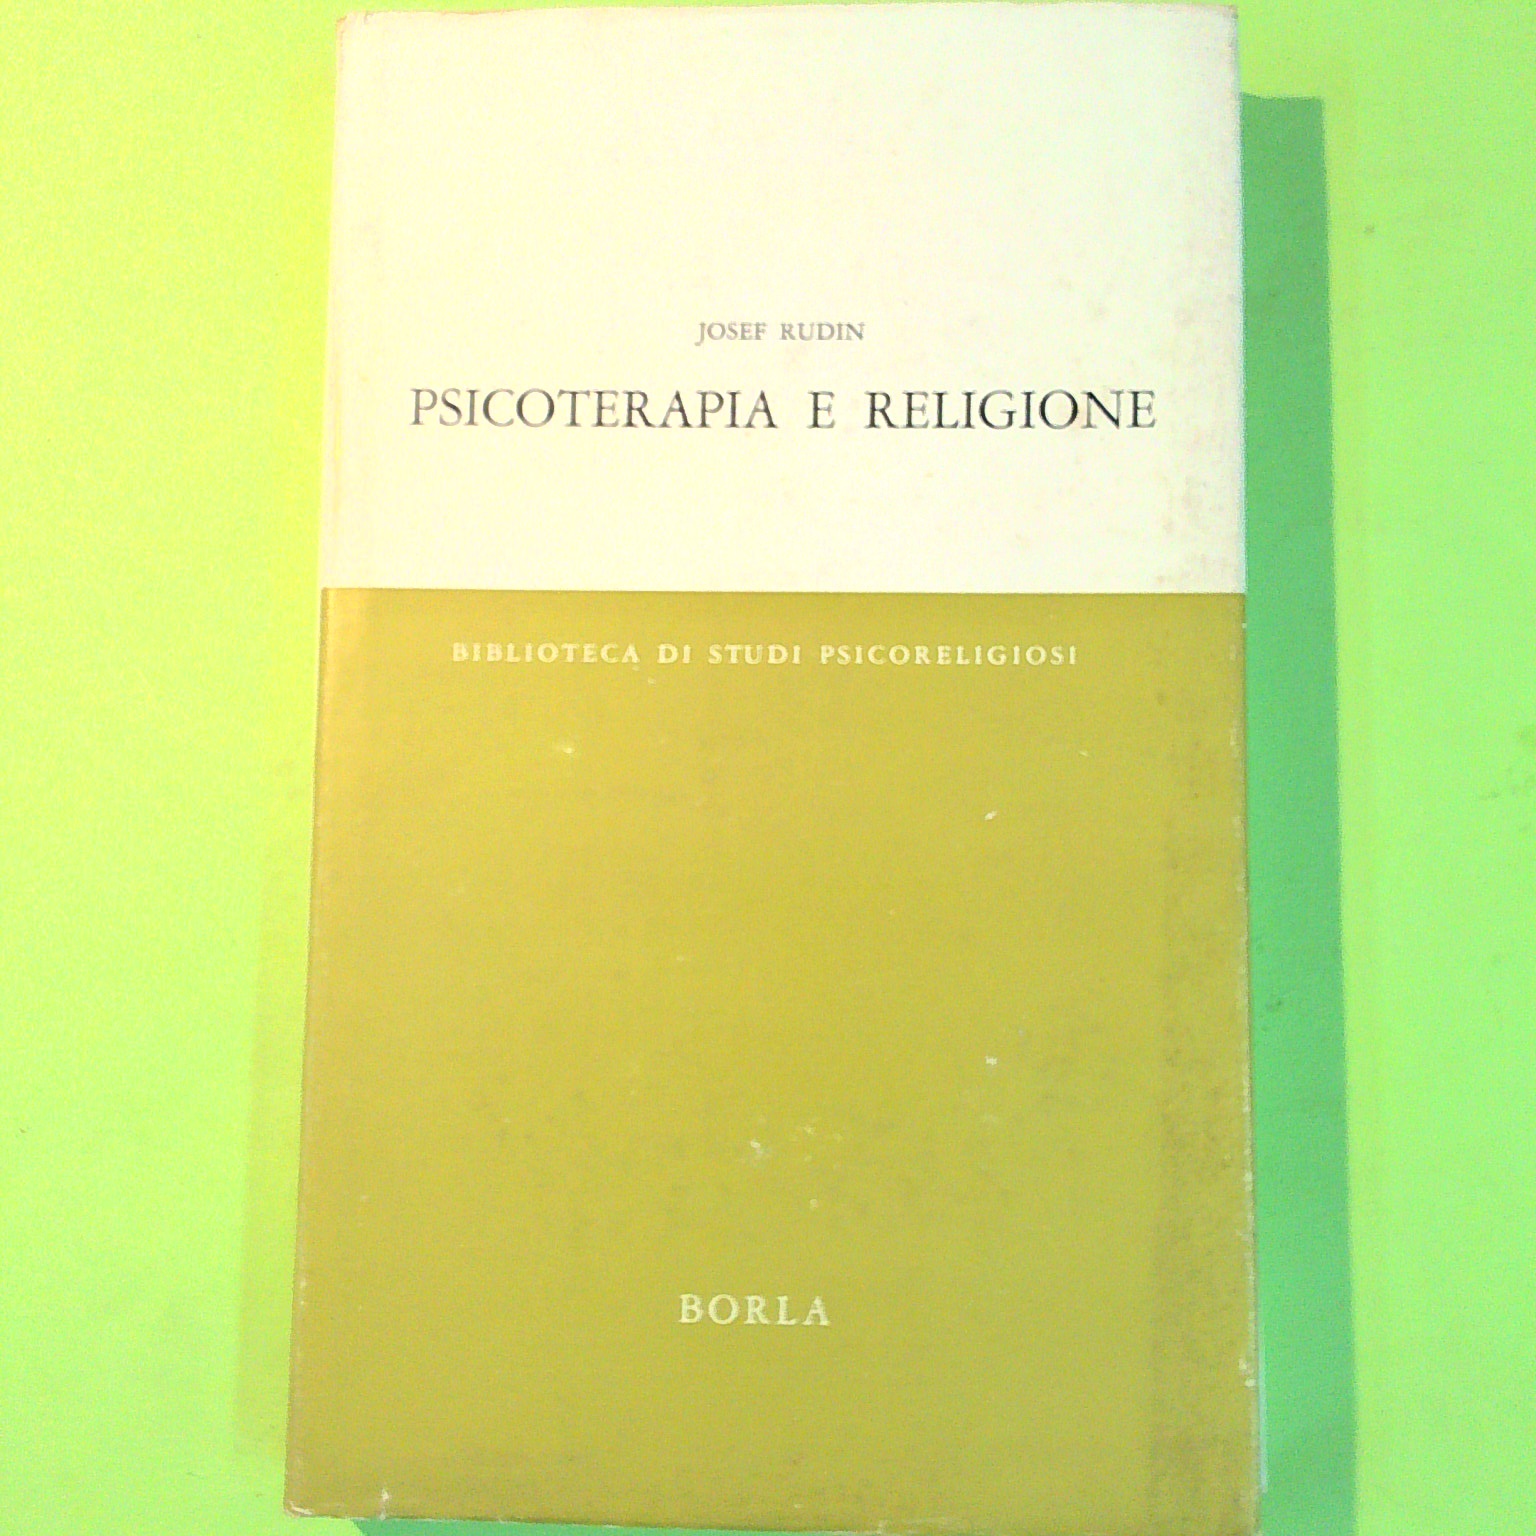 JOSEF RUDIN
PSICOTERAPIA E RELIGIONE
BIBLIOTECA DI STUDI PSICORELIGIOSI
BORLA